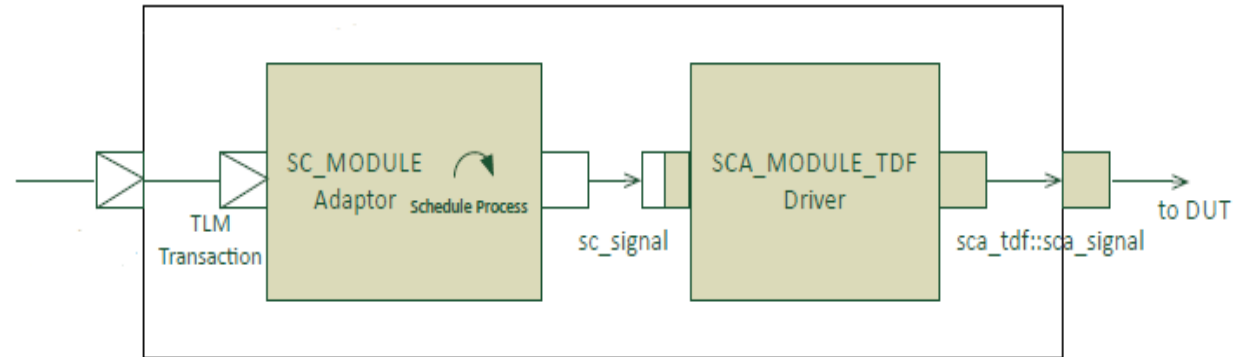 SC_MODULE
Adaptor
Schedule Process
SCA_MODULE_TDF
Driver
TLM
Transaction
sc_signal
sca_tdf::sca_signal
to DUT